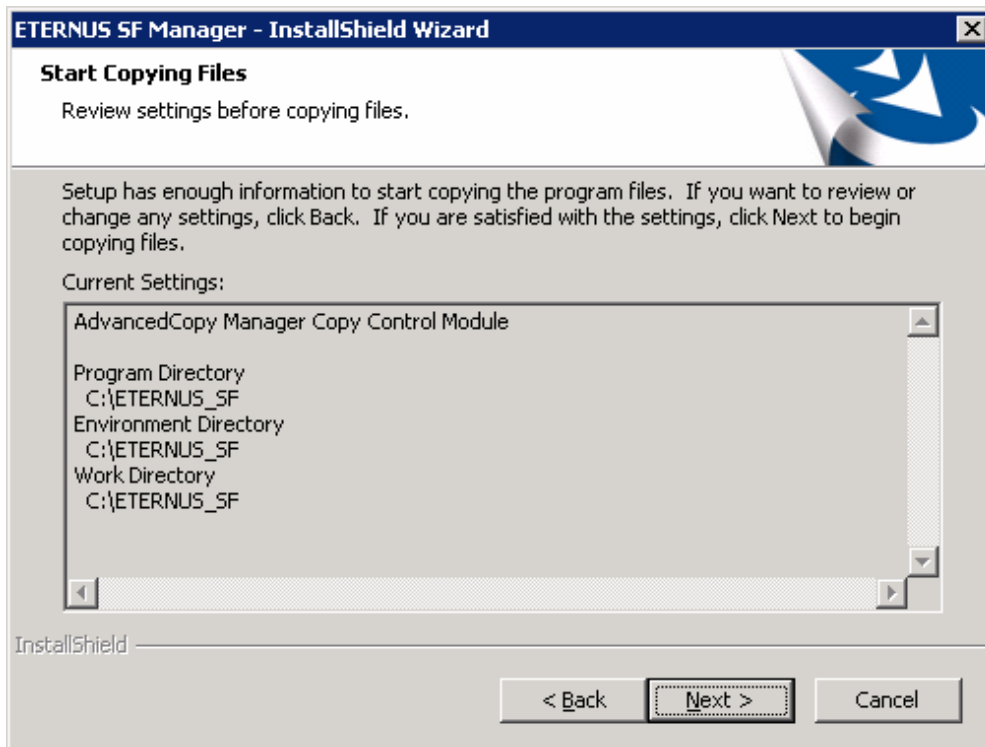 ETERNUS SF Manager - InstallShield Wizard
Start Copying Files
Review settings before copying files.
Setup has enough information to start copying the program files.  If you want to review or
change any settings, click Back.  If you are satisfied with the settings, click Next to begin
copying files.
Current Settings:
AdvancedCopy Manager Copy Control Module
Program Directory
C:\ETERNUS_SF
Environment Directory
C:\ETERNUS_SF
Work Directory
C:\ETERNUS_SF
InstallShield
< Back
Next >
Cancel